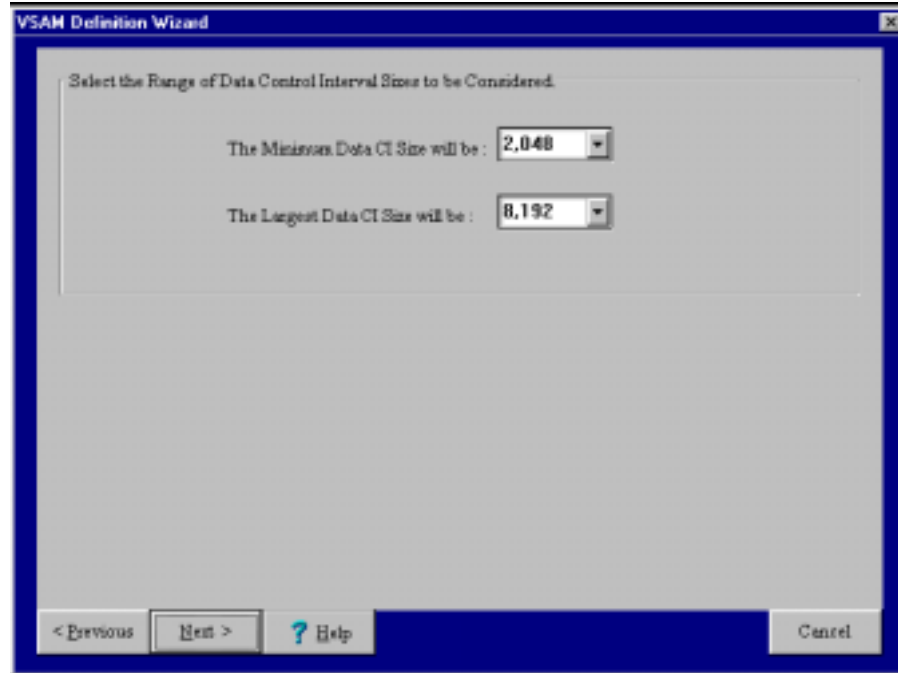 VSAM Definition Wizard
Select the Range of Data Control Interval Sizes to be Considered.
The Minimum Data CI Size will be : 2,048
The Largest Data CI Size will be : 8,192
< Previous Next > ? Help Cancel